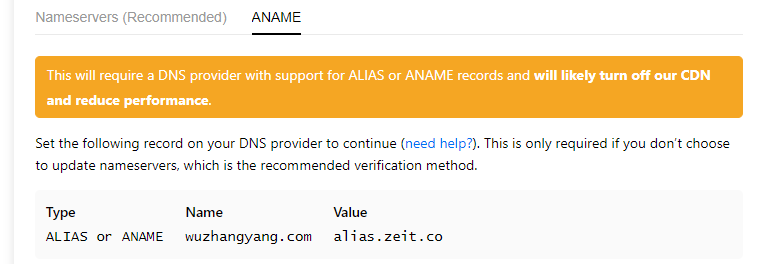 Nameservers (Recommended) ANAME
This will require a DNS provider with support for ALIAS or ANAME records and will likely turn off our CDN
and reduce performance.
Set the following record on your DNS provider to continue (need help?). This is only required if you don’t choose
to update nameservers, which is the recommended verification method.
Type Name Value
ALIAS or ANAME wuzhangyang.com alias.zeit.co